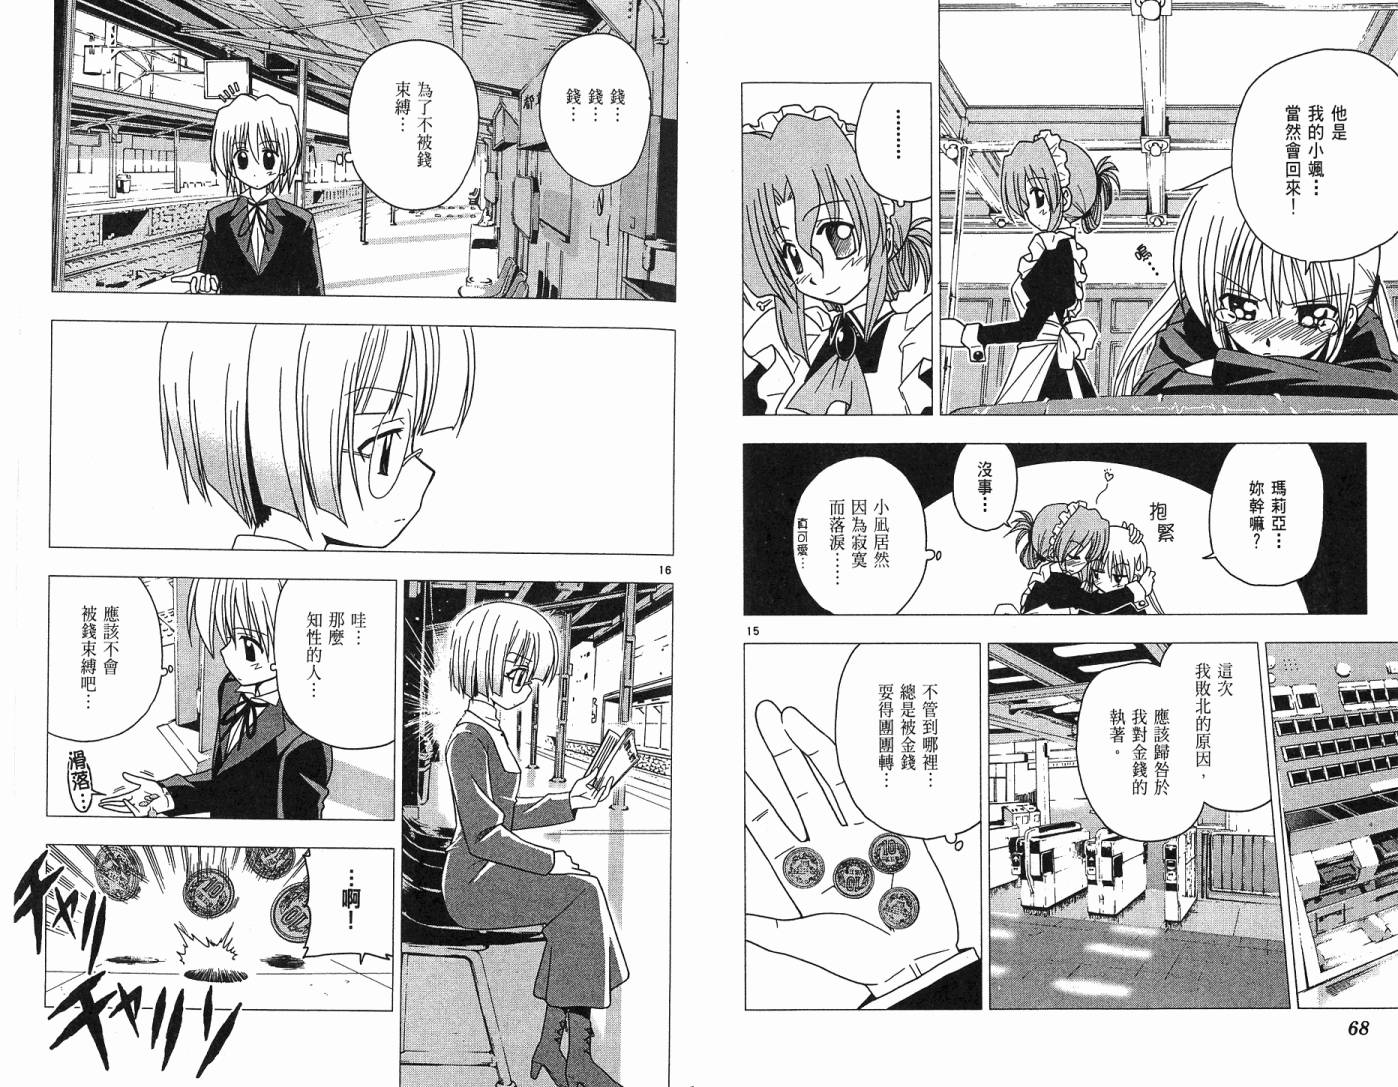 他是
我的小颯…
當然會回來！
嗚…
………
瑪莉亞…
妳幹嘛？
抱緊
沒事…
小凪居然
因為寂寞
而落淚……
真可愛…
15
這次
我敗北的原因，
應該歸咎於
我對金錢的
執著。
不管到哪裡…
總是被金錢
耍得團團轉…
68
錢…
錢…
錢…
為了不被錢
束縛…
16
哇…
那麼
知性的人…
應該不會
被錢束縛吧…
滑落…
…啊！
チャリ
チャリリッ